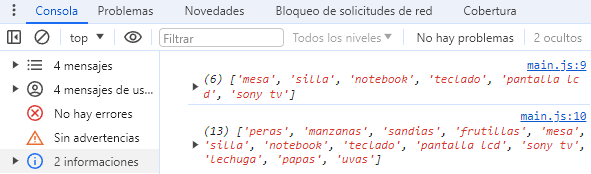 Consola Problemas Novedades Bloqueo de solicitudes de red Cobertura
top Filtrar Todos los niveles No hay problemas 2 ocultos
4 mensajes
4 mensajes de us...
No hay errores
Sin advertencias
2 informaciones
main.js:9
(6) ['mesa', 'silla', 'notebook', 'teclado', 'pantalla lc
d', 'sony tv']
main.js:10
(13) ['peras', 'manzanas', 'sandias', 'frutillas', 'mesa',
'silla', 'notebook', 'teclado', 'pantalla lcd', 'sony tv',
'lechuga', 'papas', 'uvas']